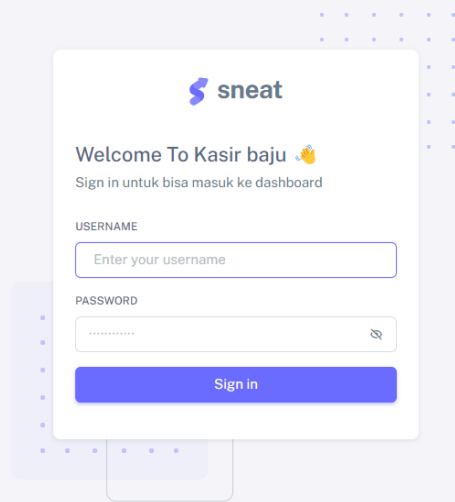 sneat
Welcome To Kasir baju 👋
Sign in untuk bisa masuk ke dashboard
USERNAME
Enter your username
PASSWORD
············
Sign in